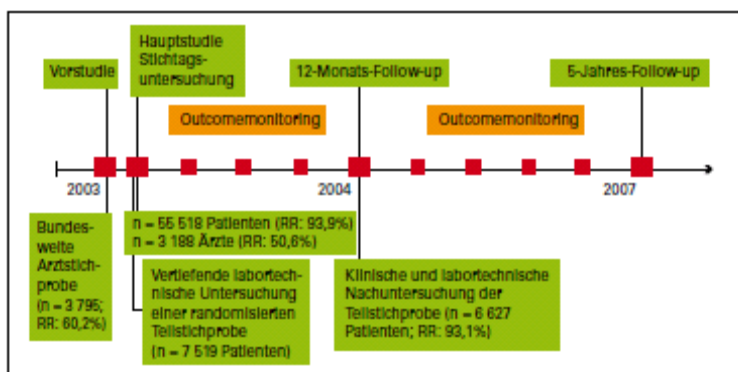 Vorstudie
Hauptstudie
Stichtags-
untersuchung
12-Monats-Follow-up
5-Jahres-Follow-up
Outcomemonitoring
Outcomemonitoring
2003
2004
2007
Bundes-
weite
Arztstich-
probe
(n = 3 795;
RR: 60,2%)
n = 55 518 Patienten (RR: 93,9%)
n = 3 188 Ärzte (RR: 50,6%)
Vertiefende labortech-
nische Untersuchung
einer randomisierten
Teilstichprobe
(n = 7 519 Patienten)
Klinische und labortechnische
Nachuntersuchung der
Teilstichprobe (n = 6 627
Patienten; RR: 93,1%)